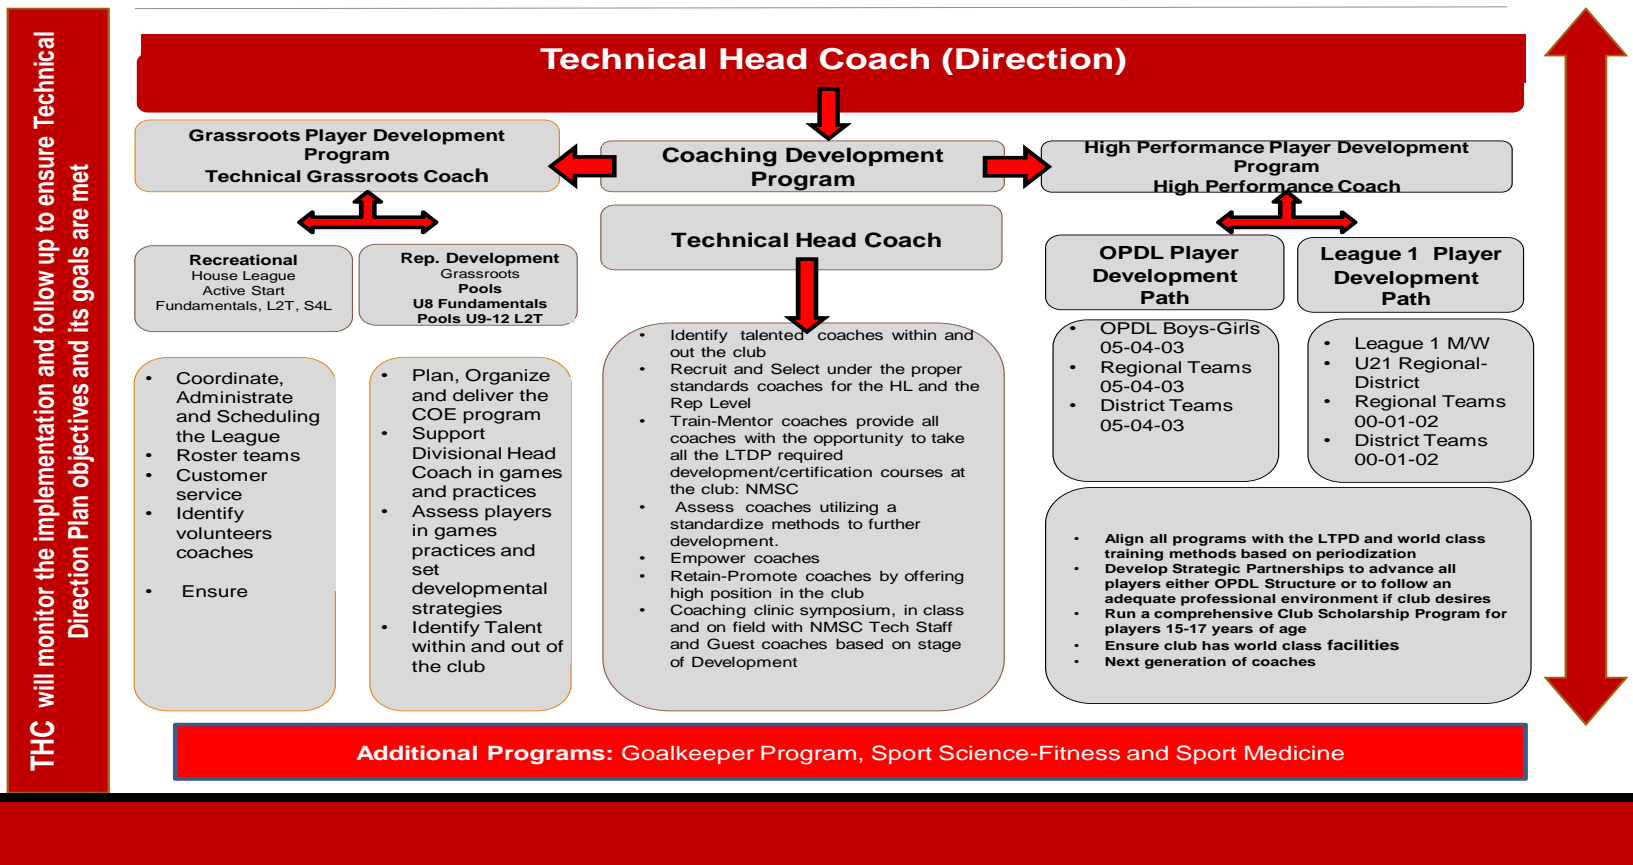 THC will monitor the implementation and follow up to ensure Technical
Direction Plan objectives and its goals are met
Technical Head Coach (Direction)
Grassroots Player Development
Program
Technical Grassroots Coach
Coaching Development
Program
High Performance Player Development
Program
High Performance Coach
Recreational
House League
Active Start
Fundamentals, L2T, S4L
Rep. Development
Grassroots
Pools
U8 Fundamentals
Pools U9-12 L2T
Technical Head Coach
OPDL Player
Development
Path
League 1 Player
Development
Path
• Coordinate,
Administrate
and Scheduling
the League
• Roster teams
• Customer
service
• Identify
volunteers
coaches
• Ensure
• Plan, Organize
and deliver the
COE program
• Support
Divisional Head
Coach in games
and practices
• Assess players
in games
practices and
set
developmental
strategies
• Identify Talent
within and out of
the club
• Identify talented coaches within and
out the club
• Recruit and Select under the proper
standards coaches for the HL and the
Rep Level
• Train-Mentor coaches provide all
coaches with the opportunity to take
all the LTDP required
development/certification courses at
the club: NMSC
• Assess coaches utilizing a
standardize methods to further
development.
• Empower coaches
• Retain-Promote coaches by offering
high position in the club
• Coaching clinic symposium, in class
and on field with NMSC Tech Staff
and Guest coaches based on stage
of Development
• OPDL Boys-Girls
05-04-03
• Regional Teams
05-04-03
• District Teams
05-04-03
• League 1 M/W
• U21 Regional-
District
• Regional Teams
00-01-02
• District Teams
00-01-02
• Align all programs with the LTPD and world class
training methods based on periodization
• Develop Strategic Partnerships to advance all
players either OPDL Structure or to follow an
adequate professional environment if club desires
• Run a comprehensive Club Scholarship Program for
players 15-17 years of age
• Ensure club has world class facilities
• Next generation of coaches
Additional Programs: Goalkeeper Program, Sport Science-Fitness and Sport Medicine